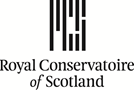 Royal Conservatoire
of Scotland